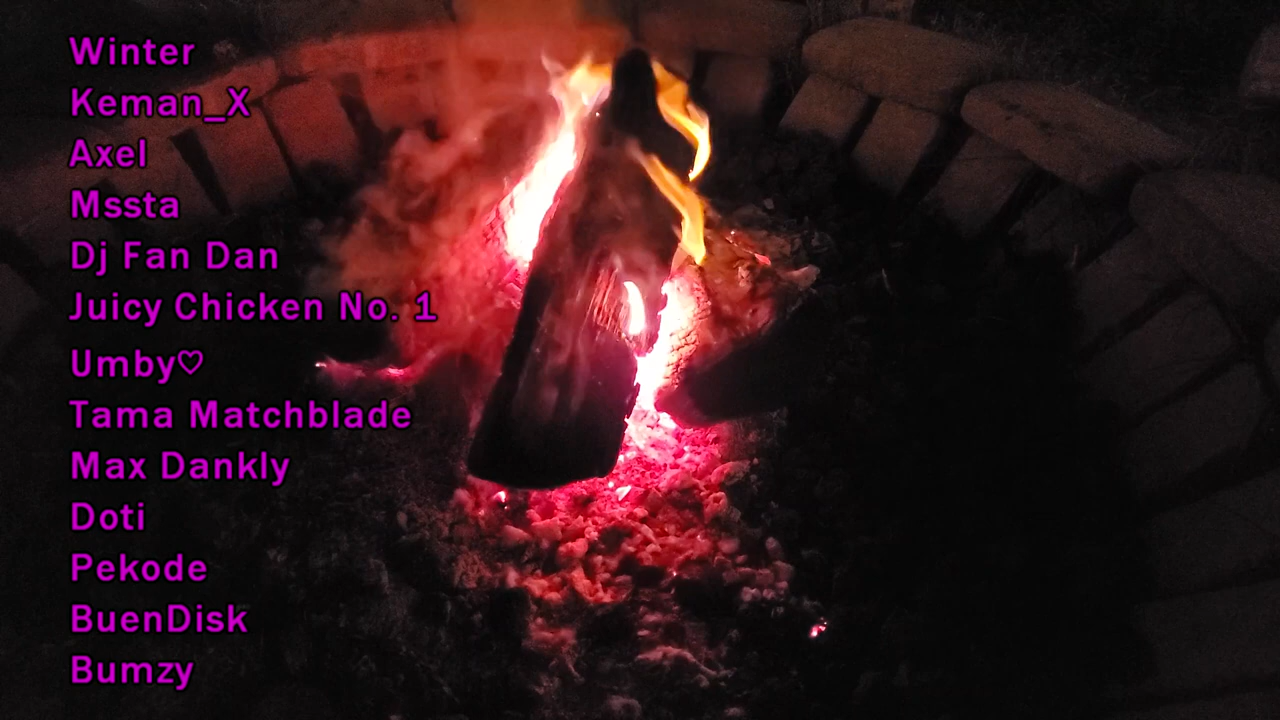 Winter
Keman_X
Axel
Mssta
Dj Fan Dan
Juicy Chicken No. 1
Umby♡
Tama Matchblade
Max Dankly
Doti
Pekode
BuenDisk
Bumzy